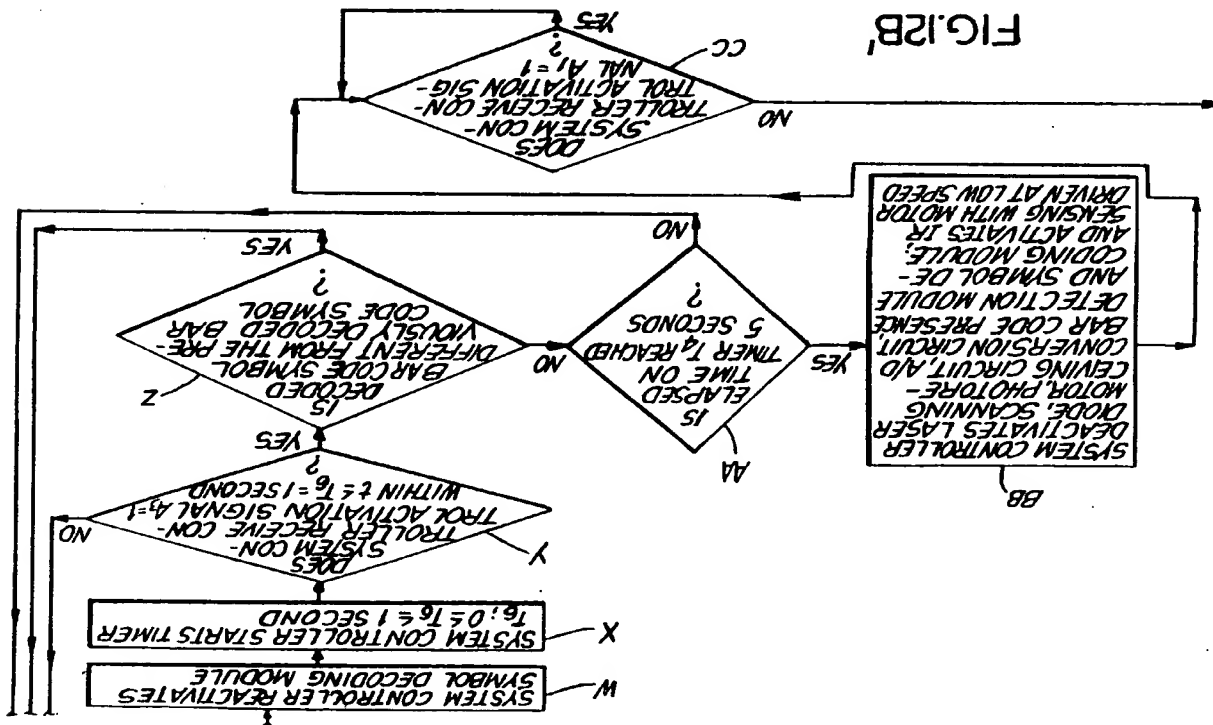 SYSTEM CONTROLLER REACTIVATES
SYMBOL DECODING MODULE
W
SYSTEM CONTROLLER STARTS TIMER
T6; 0 ≤ T6 ≤ 1 SECOND
X
DOES
SYSTEM CON-
TROLLER RECEIVE CON-
TROL ACTIVATION SIGNAL A3=1
WITHIN t ≤ T6 = 1 SECOND
?
Y
NO
YES
IS
DECODED
BAR CODE SYMBOL
DIFFERENT FROM THE PRE-
VIOUSLY DECODED BAR
CODE SYMBOL
?
Z
YES
NO
IS
ELAPSED
TIME ON
TIMER T4 REACHED
5 SECONDS
?
AA
NO
YES
BB
SYSTEM CONTROLLER
DEACTIVATES LASER
DIODE, SCANNING
MOTOR, PHOTORE-
CEIVING CIRCUIT, A/D
CONVERSION CIRCUIT
BAR CODE PRESENCE
DETECTION MODULE
AND SYMBOL DE-
CODING MODULE;
AND ACTIVATES IR
SENSING WITH MOTOR
DRIVEN AT LOW SPEED
DOES
SYSTEM CON-
TROLLER RECEIVE CON-
TROL ACTIVATION SIG-
NAL A1=1
?
CC
NO
YES
FIG.12B'